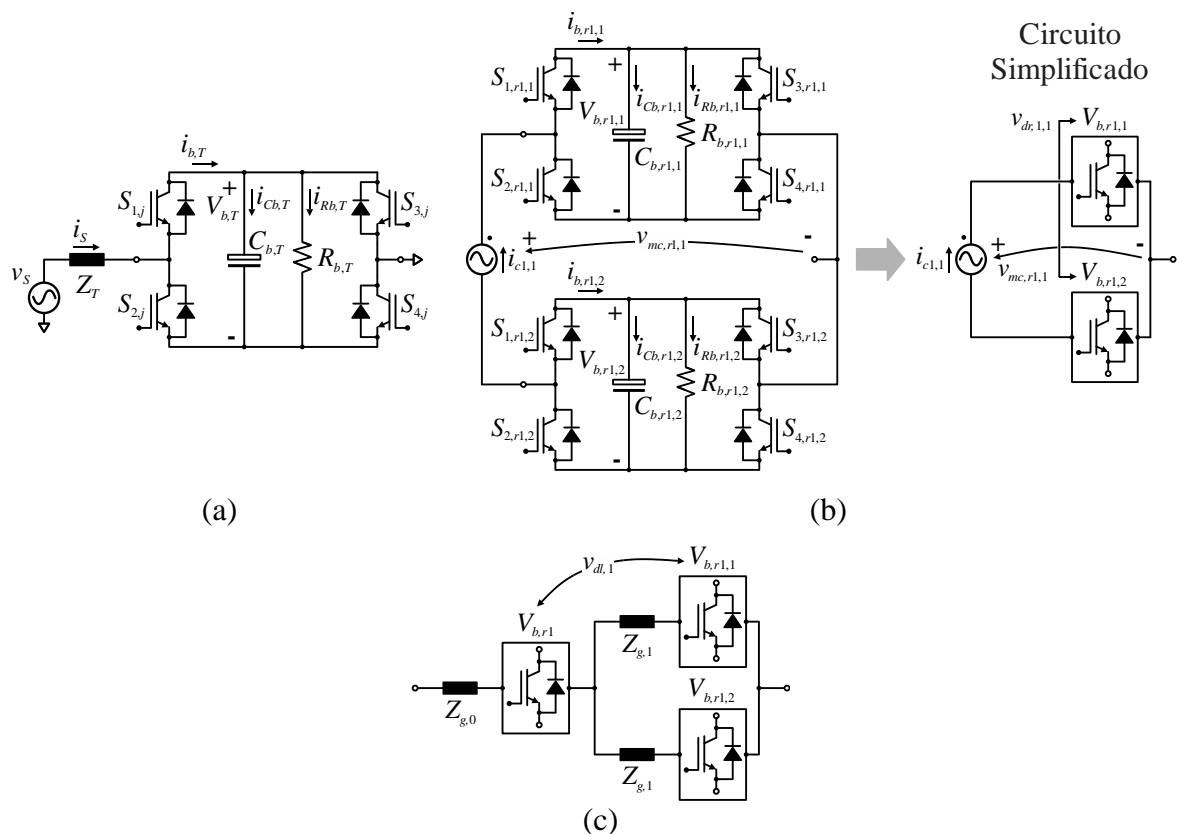 i_{b,T}
S_{1,j}
V_{b,T}
+
i_{Cb,T}
i_{Rb,T}
S_{3,j}
i_S
v_S
Z_T
C_{b,T}
R_{b,T}
S_{2,j}
S_{4,j}
-
(a)
i_{b,r1,1}
S_{1,r1,1}
+
V_{b,r1,1}
i_{Cb,r1,1}
i_{Rb,r1,1}
S_{3,r1,1}
C_{b,r1,1}
R_{b,r1,1}
S_{2,r1,1}
S_{4,r1,1}
-
i_{c1,1}
+
v_{mc,r1,1}
-
i_{b,r1,2}
S_{1,r1,2}
+
V_{b,r1,2}
i_{Cb,r1,2}
i_{Rb,r1,2}
S_{3,r1,2}
C_{b,r1,2}
R_{b,r1,2}
S_{2,r1,2}
S_{4,r1,2}
-
(b)
Circuito
Simplificado
v_{dr,1,1}
V_{b,r1,1}
i_{c1,1}
+
v_{mc,r1,1}
-
V_{b,r1,2}
v_{dl,1}
V_{b,r1,1}
V_{b,r1}
Z_{g,1}
V_{b,r1,2}
Z_{g,0}
Z_{g,1}
(c)